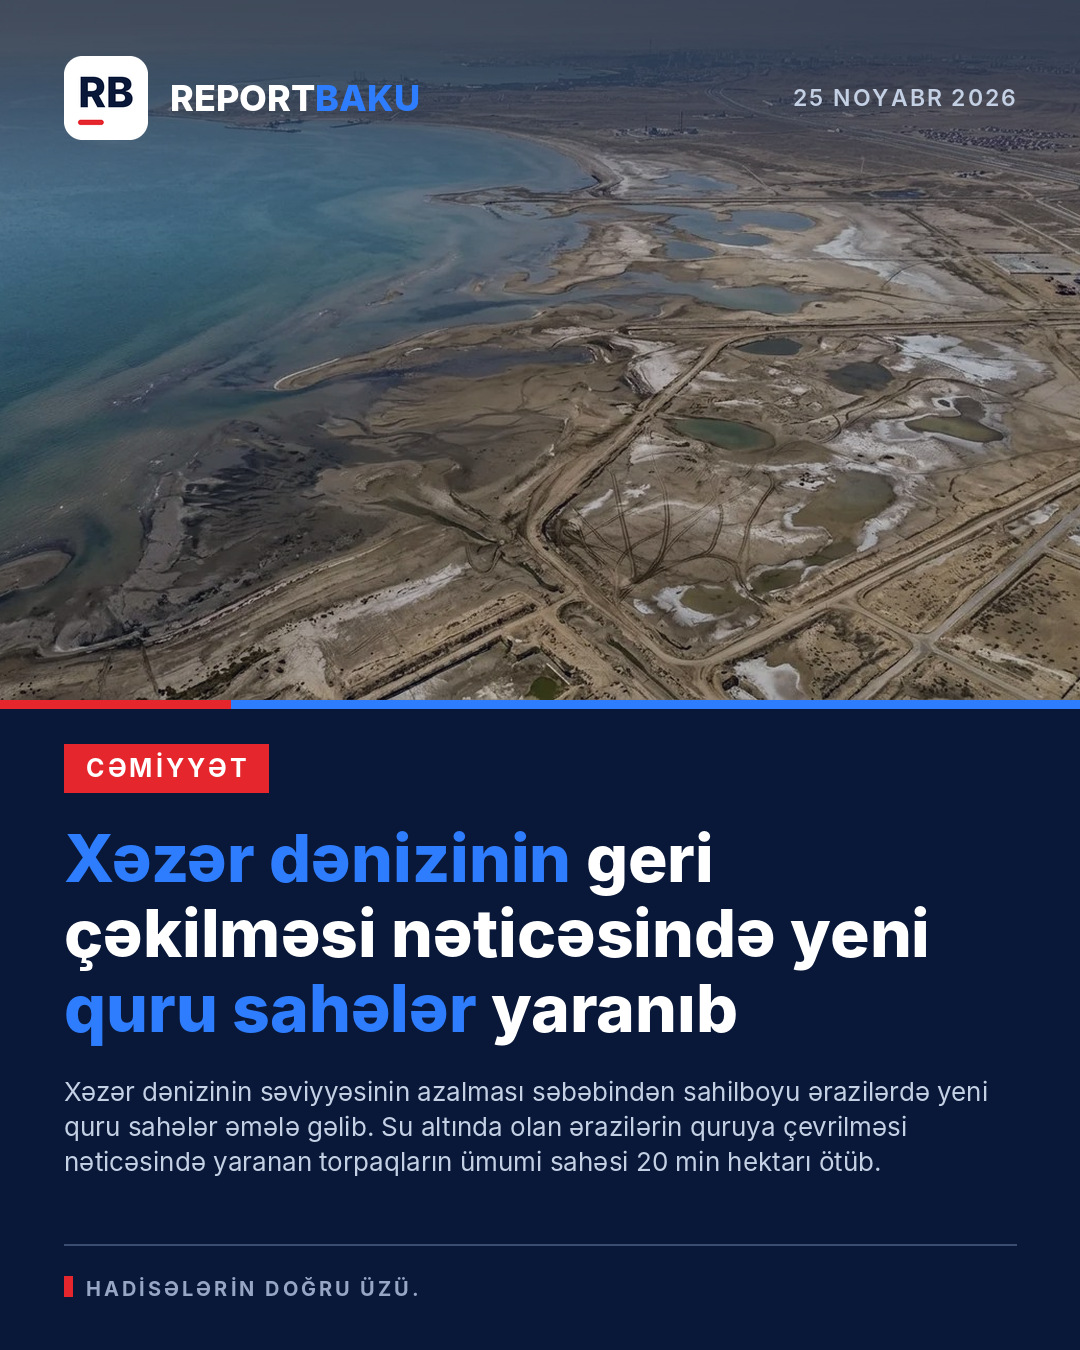 RB
REPORTBAKU
25 NOYABR 2026
CƏMİYYƏT
Xəzər dənizinin geri
çəkilməsi nəticəsində yeni
quru sahələr yaranıb
Xəzər dənizinin səviyyəsinin azalması səbəbindən sahilboyu ərazilərdə yeni
quru sahələr əmələ gəlib. Su altında olan ərazilərin quruya çevrilməsi
nəticəsində yaranan torpaqların ümumi sahəsi 20 min hektarı ötüb.
HADİSƏLƏRİN DOĞRU ÜZÜ.